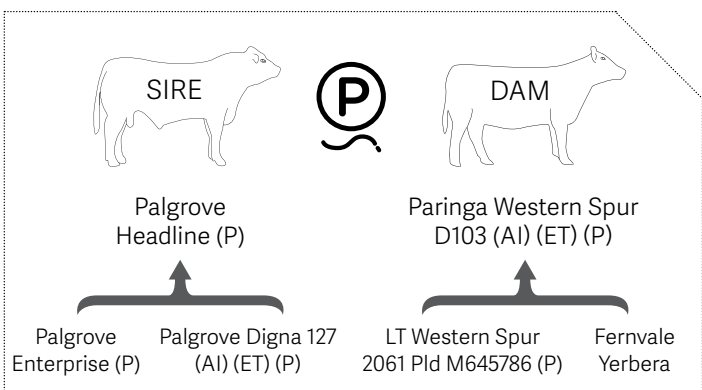 SIRE
P
DAM
Palgrove
Headline (P)
Paringa Western Spur
D103 (AI) (ET) (P)
Palgrove
Enterprise (P)
Palgrove Digna 127
(AI) (ET) (P)
LT Western Spur
2061 Pld M645786 (P)
Fernvale
Yerbera